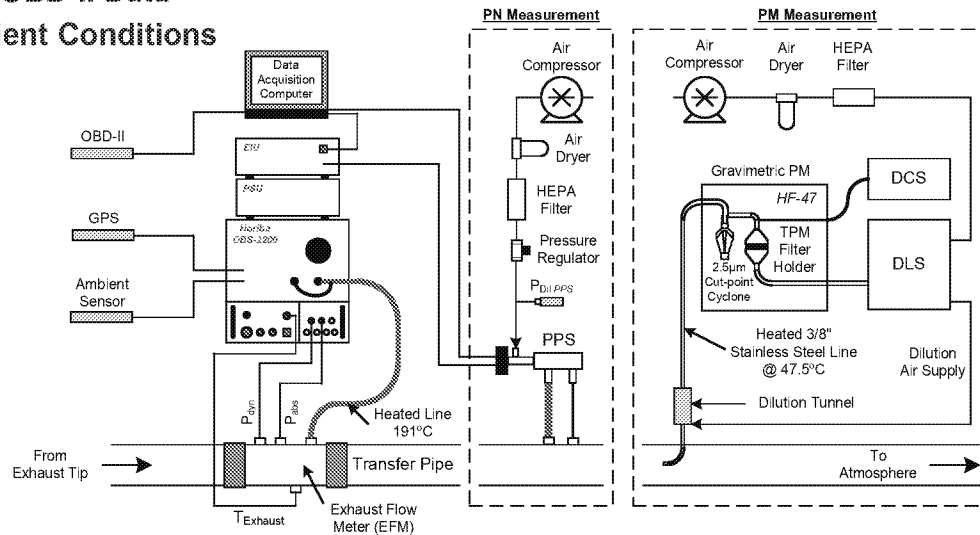 ent Conditions
PN Measurement
PM Measurement
Data
Acquisition
Computer
OBD-II
EIU
PSU
Horiba
OBS-2200
GPS
Ambient
Sensor
Air
Compressor
Air
Dryer
HEPA
Filter
Pressure
Regulator
PDil PPS
PPS
Air
Compressor
Air
Dryer
HEPA
Filter
Gravimetric PM
HF-47
TPM
Filter
Holder
2.5µm
Cut-point
Cyclone
DCS
DLS
Heated 3/8"
Stainless Steel Line
@ 47.5ºC
Dilution
Air Supply
Dilution Tunnel
Pdyn
Pabs
Heated Line
191ºC
From
Exhaust Tip
Transfer Pipe
To
Atmosphere
TExhaust
Exhaust Flow
Meter (EFM)